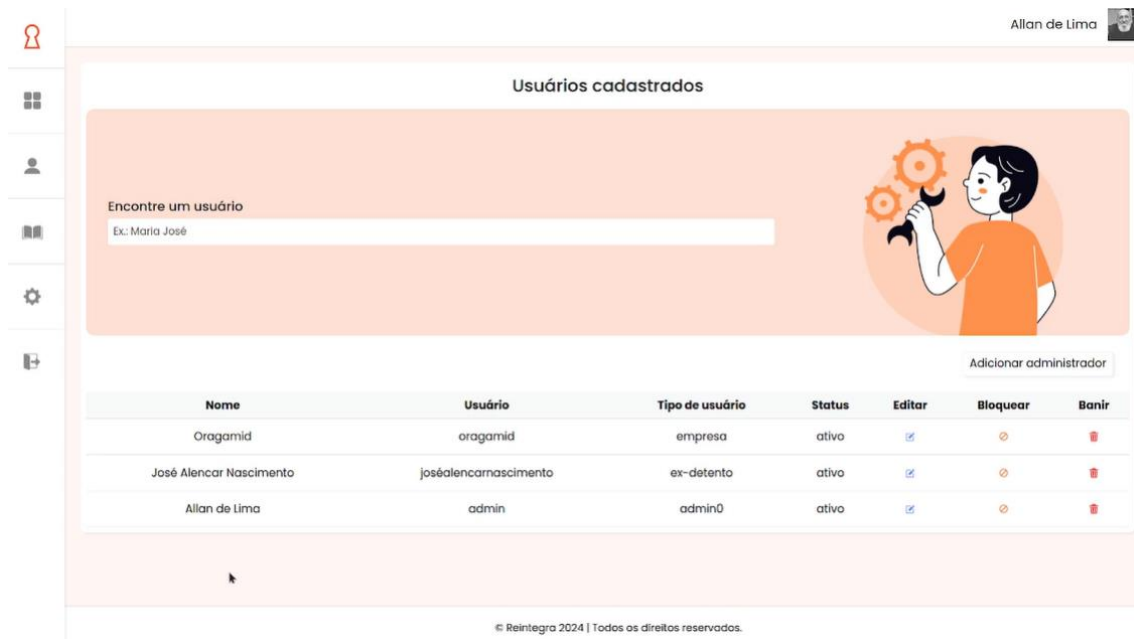 Allan de Lima
Usuários cadastrados
Encontre um usuário
Ex.: Maria José
Adicionar administrador
Nome Usuário Tipo de usuário Status Editar Bloquear Banir
Oragamid oragamid empresa ativo
José Alencar Nascimento joséalencarnascimento ex-detento ativo
Allan de Lima admin admin0 ativo
© Reintegra 2024 | Todos os direitos reservados.